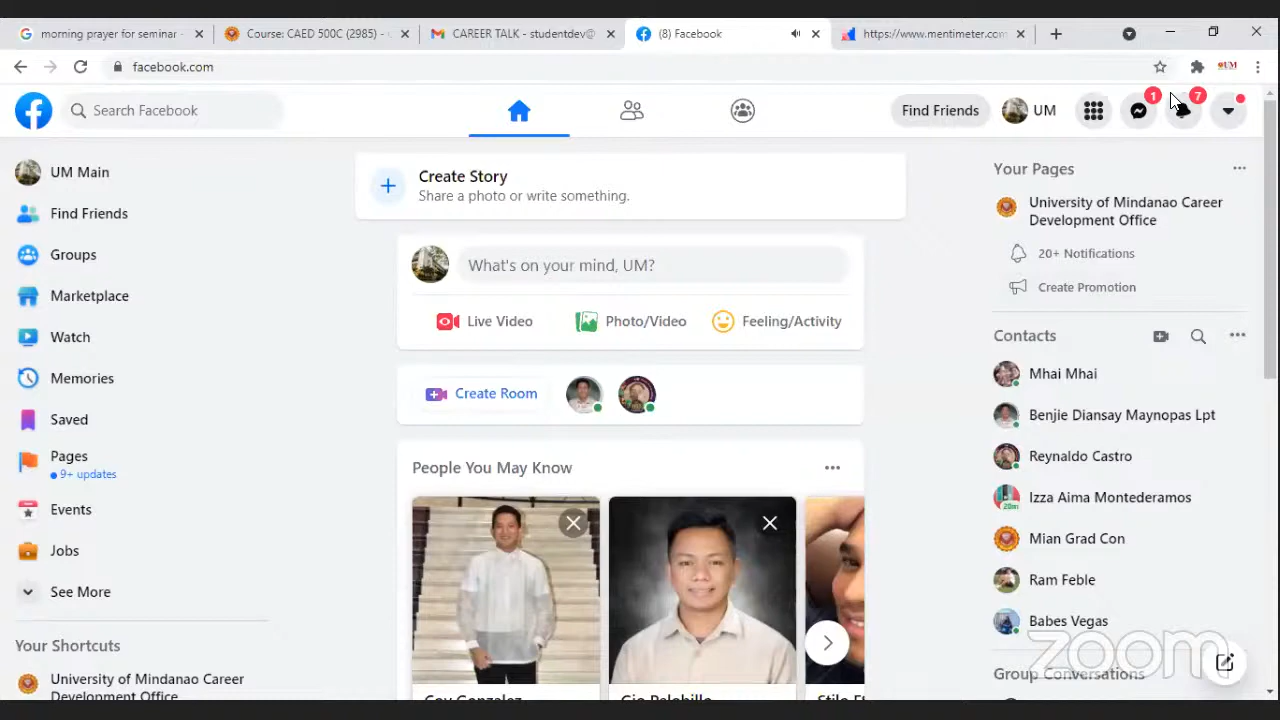 morning prayer for seminar -
Course: CAED 500C (2985) -
CAREER TALK - studentdev@
(8) Facebook
https://www.mentimeter.com
facebook.com
UM
Search Facebook
Find Friends
UM
1
7
UM Main
Find Friends
Groups
Marketplace
Watch
Memories
Saved
Pages
9+ updates
Events
Jobs
See More
Your Shortcuts
University of Mindanao Career
Development Office
Create Story
Share a photo or write something.
What's on your mind, UM?
Live Video
Photo/Video
Feeling/Activity
Create Room
People You May Know
Your Pages
University of Mindanao Career
Development Office
20+ Notifications
Create Promotion
Contacts
Mhai Mhai
Benjie Diansay Maynopas Lpt
Reynaldo Castro
Izza Aima Montederamos
20m
Mian Grad Con
Ram Feble
Babes Vegas
zoom
Group Conversations